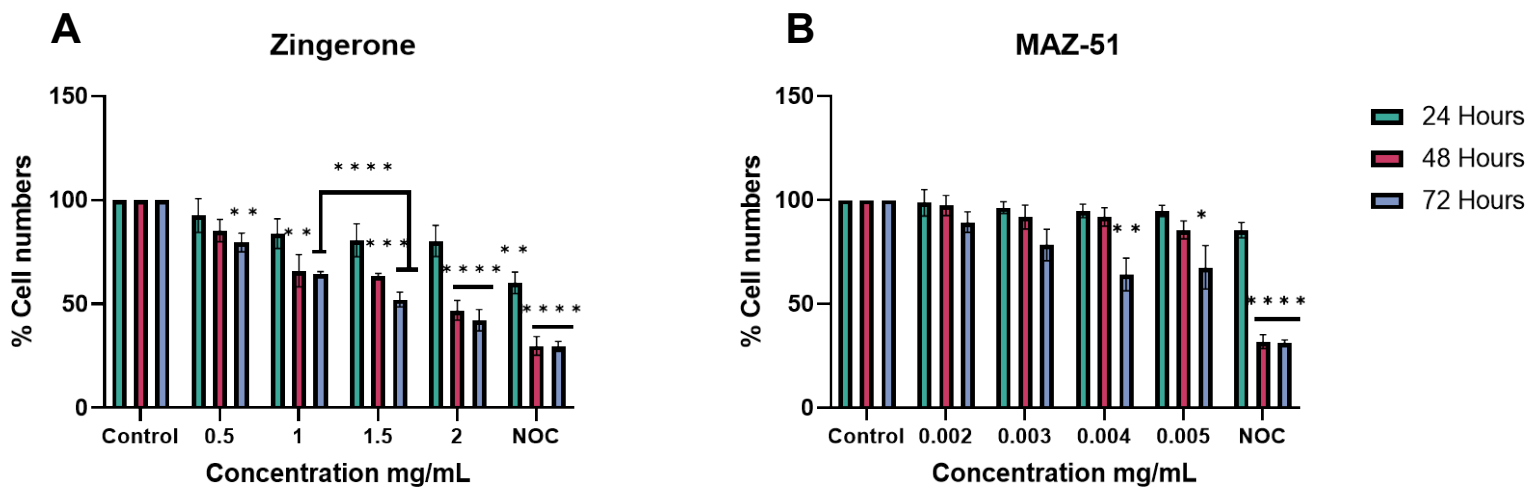 A
Zingerone
% Cell numbers
150
100
50
0
* *
* *
* * * *
* * *
* * * *
* *
* * * *
Control 0.5 1 1.5 2 NOC
Concentration mg/mL
B
MAZ-51
% Cell numbers
150
100
50
0
* *
*
* * * *
Control 0.002 0.003 0.004 0.005 NOC
Concentration mg/mL
24 Hours
48 Hours
72 Hours